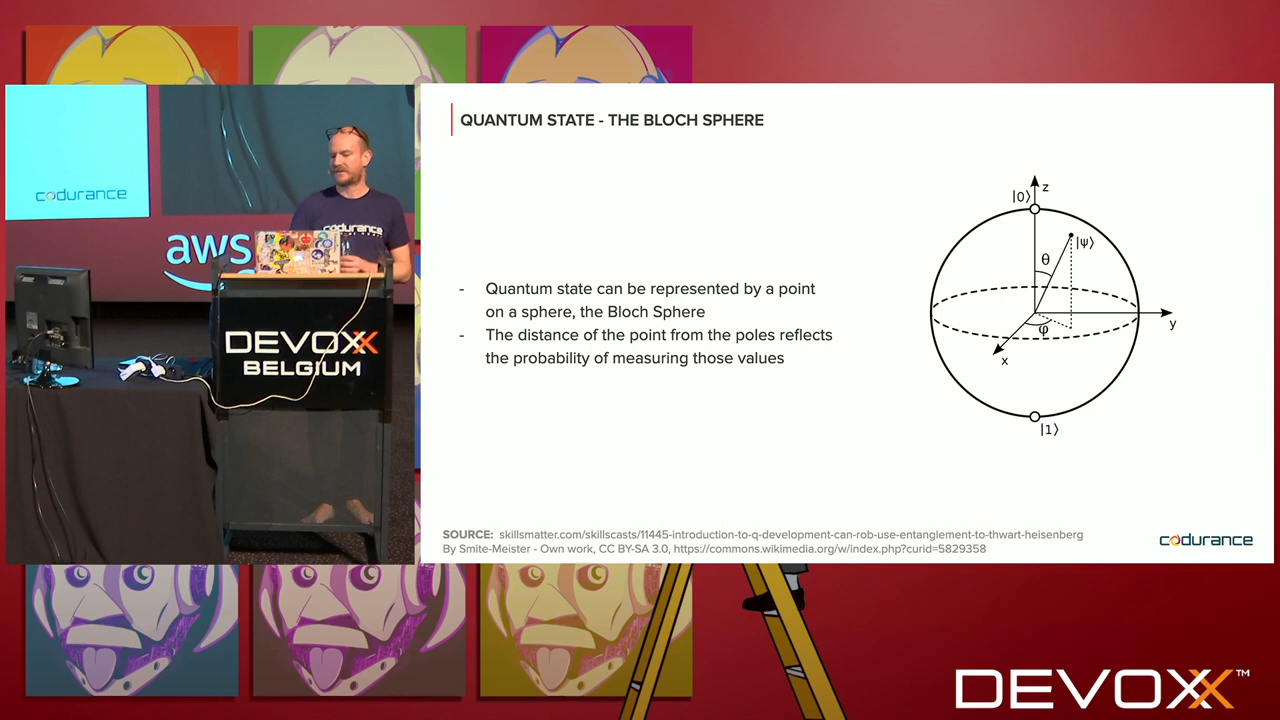 QUANTUM STATE - THE BLOCH SPHERE
codurance
aws
codurance
DEVOXX
BELGIUM
- Quantum state can be represented by a point
on a sphere, the Bloch Sphere
- The distance of the point from the poles reflects
the probability of measuring those values
|0⟩
z
|ψ⟩
θ
φ
y
x
|1⟩
SOURCE: skillsmatter.com/skillscasts/11445-introduction-to-q-development-can-rob-use-entanglement-to-thwart-heisenberg
By Smite-Meister - Own work, CC BY-SA 3.0, https://commons.wikimedia.org/w/index.php?curid=5829358
codurance
DEVOXX™